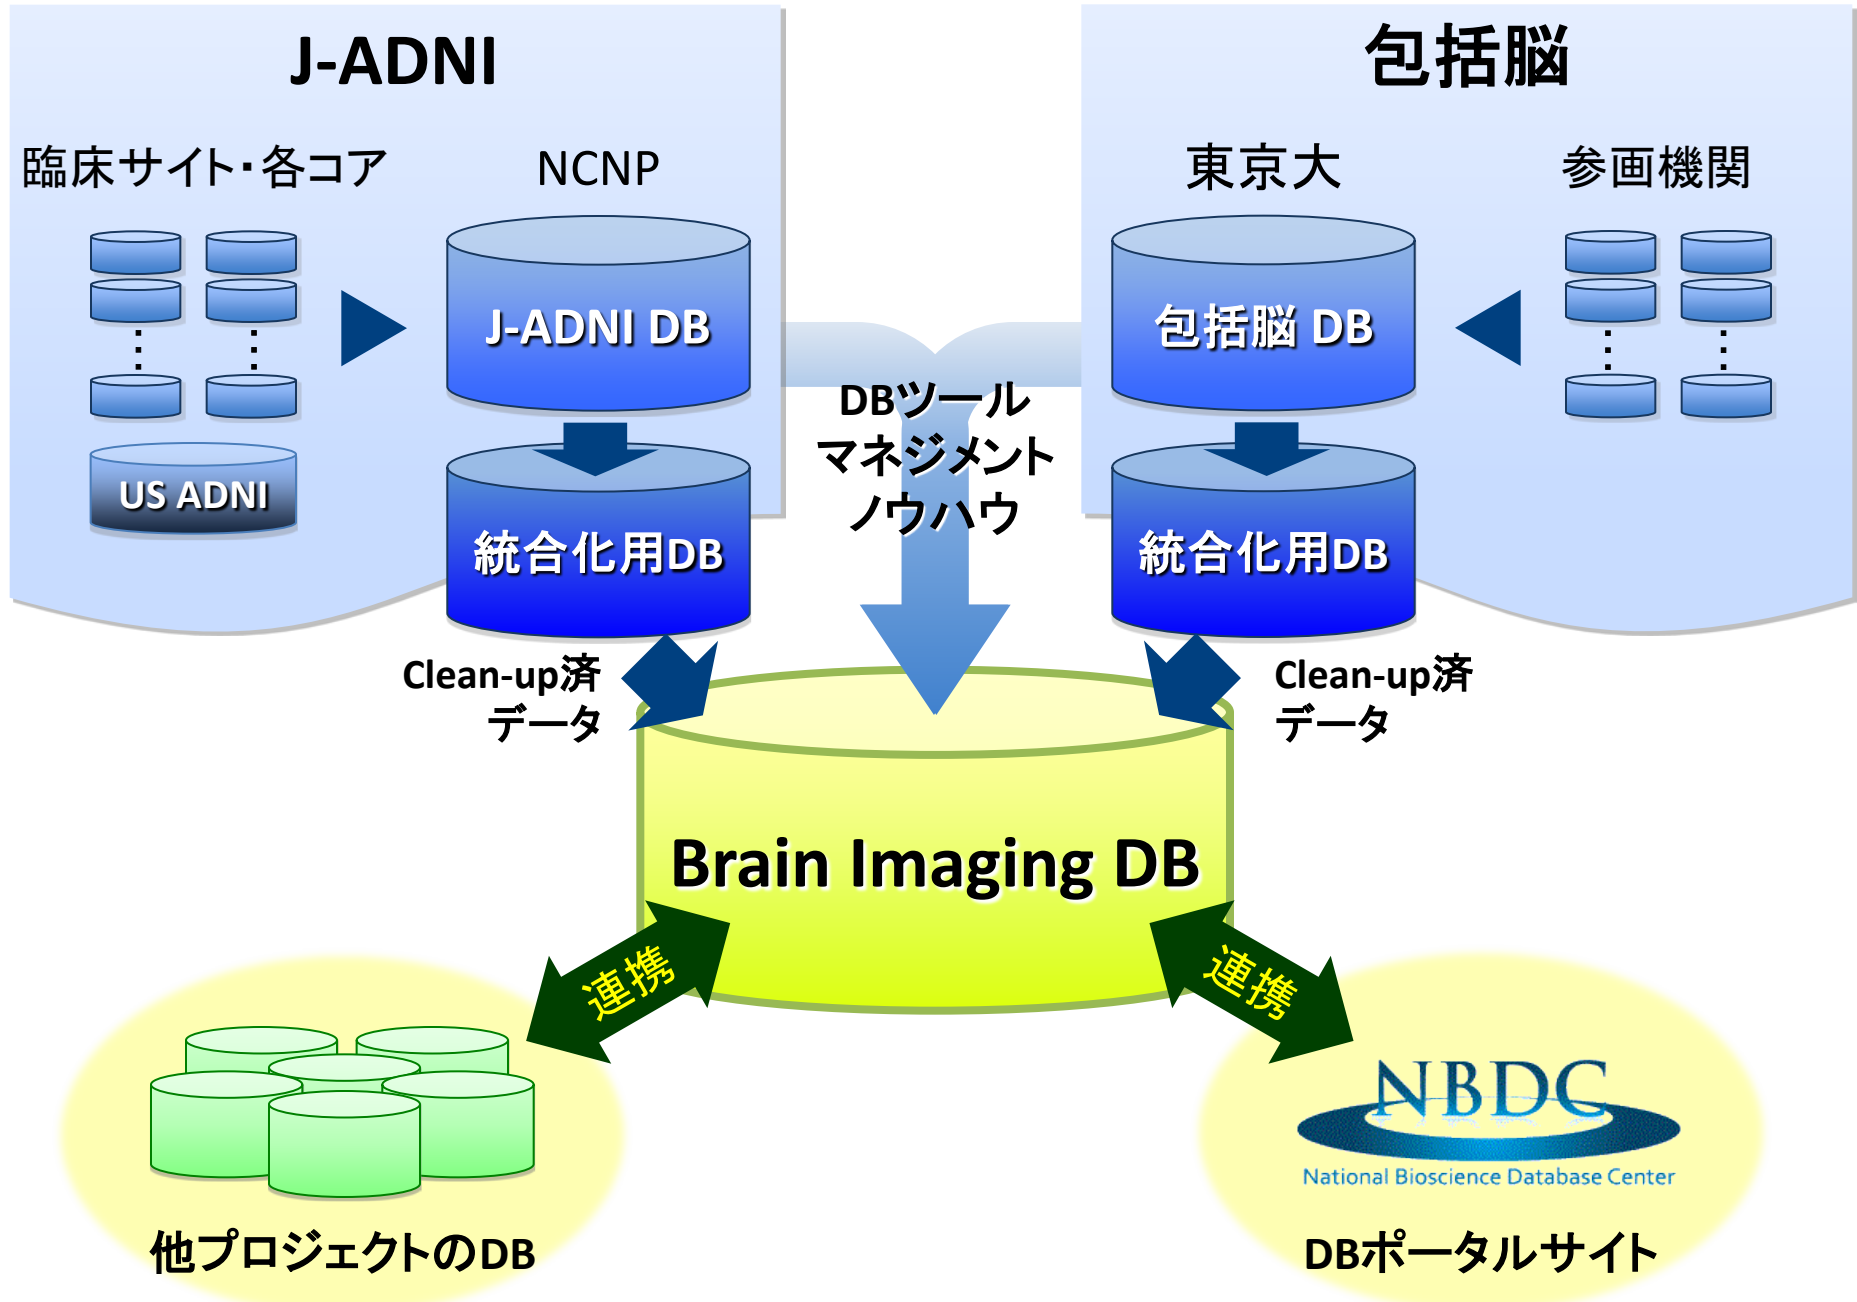 J-ADNI
臨床サイト・各コア
NCNP
J-ADNI DB
US ADNI
統合化用DB
包括脳
東京大
参画機関
包括脳 DB
統合化用DB
DBツール
マネジメント
ノウハウ
Clean-up済
データ
Clean-up済
データ
Brain Imaging DB
連携
連携
他プロジェクトのDB
NBDC
National Bioscience Database Center
DBポータルサイト